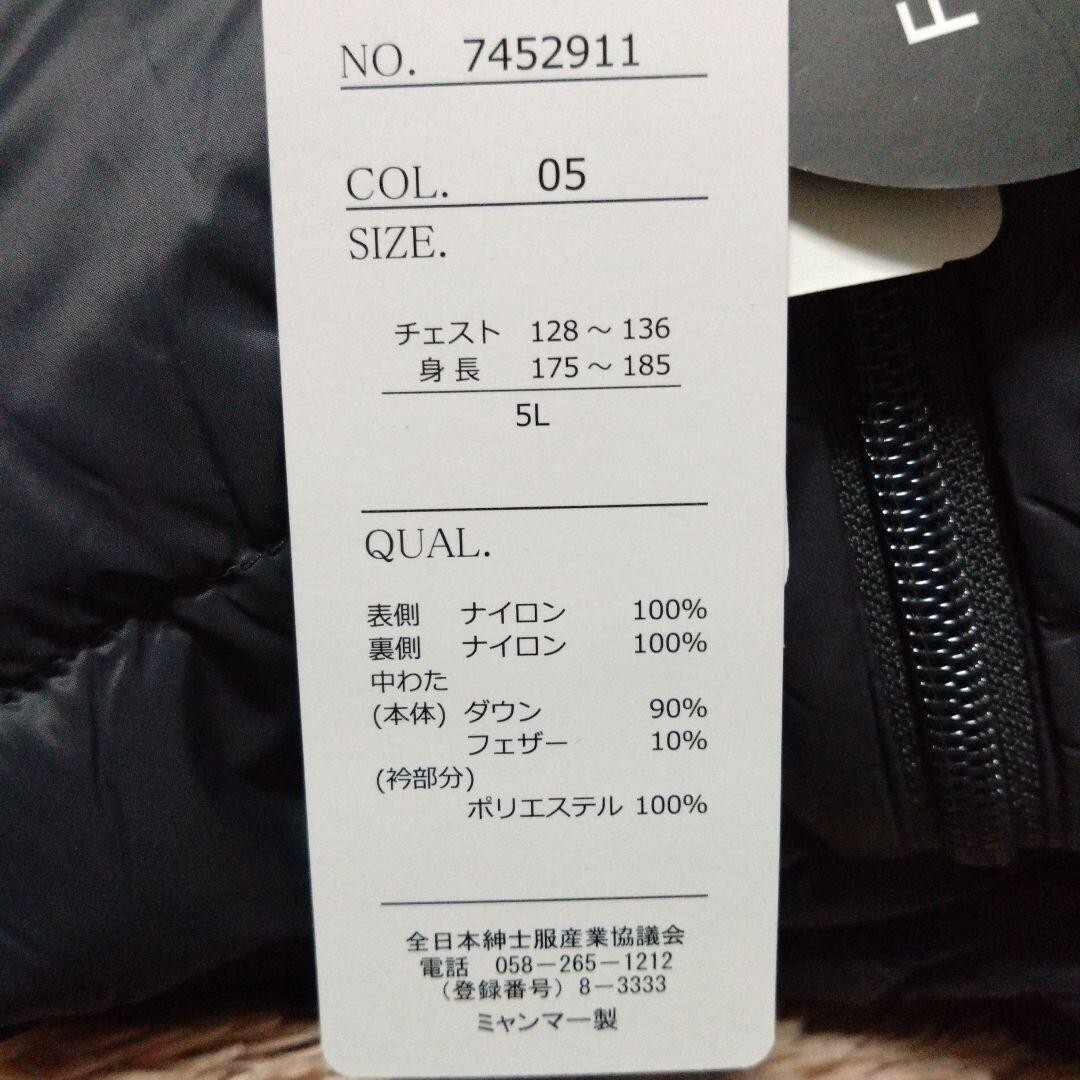 NO. 7452911
COL. 05
SIZE.
チェスト 128～136
身長 175～185
5L
QUAL.
表側 ナイロン 100%
裏側 ナイロン 100%
中わた
(本体) ダウン 90%
フェザー 10%
(衿部分)
ポリエステル 100%
全日本紳士服産業協議会
電話 058－265－1212
（登録番号）8－3333
ミャンマー製
F